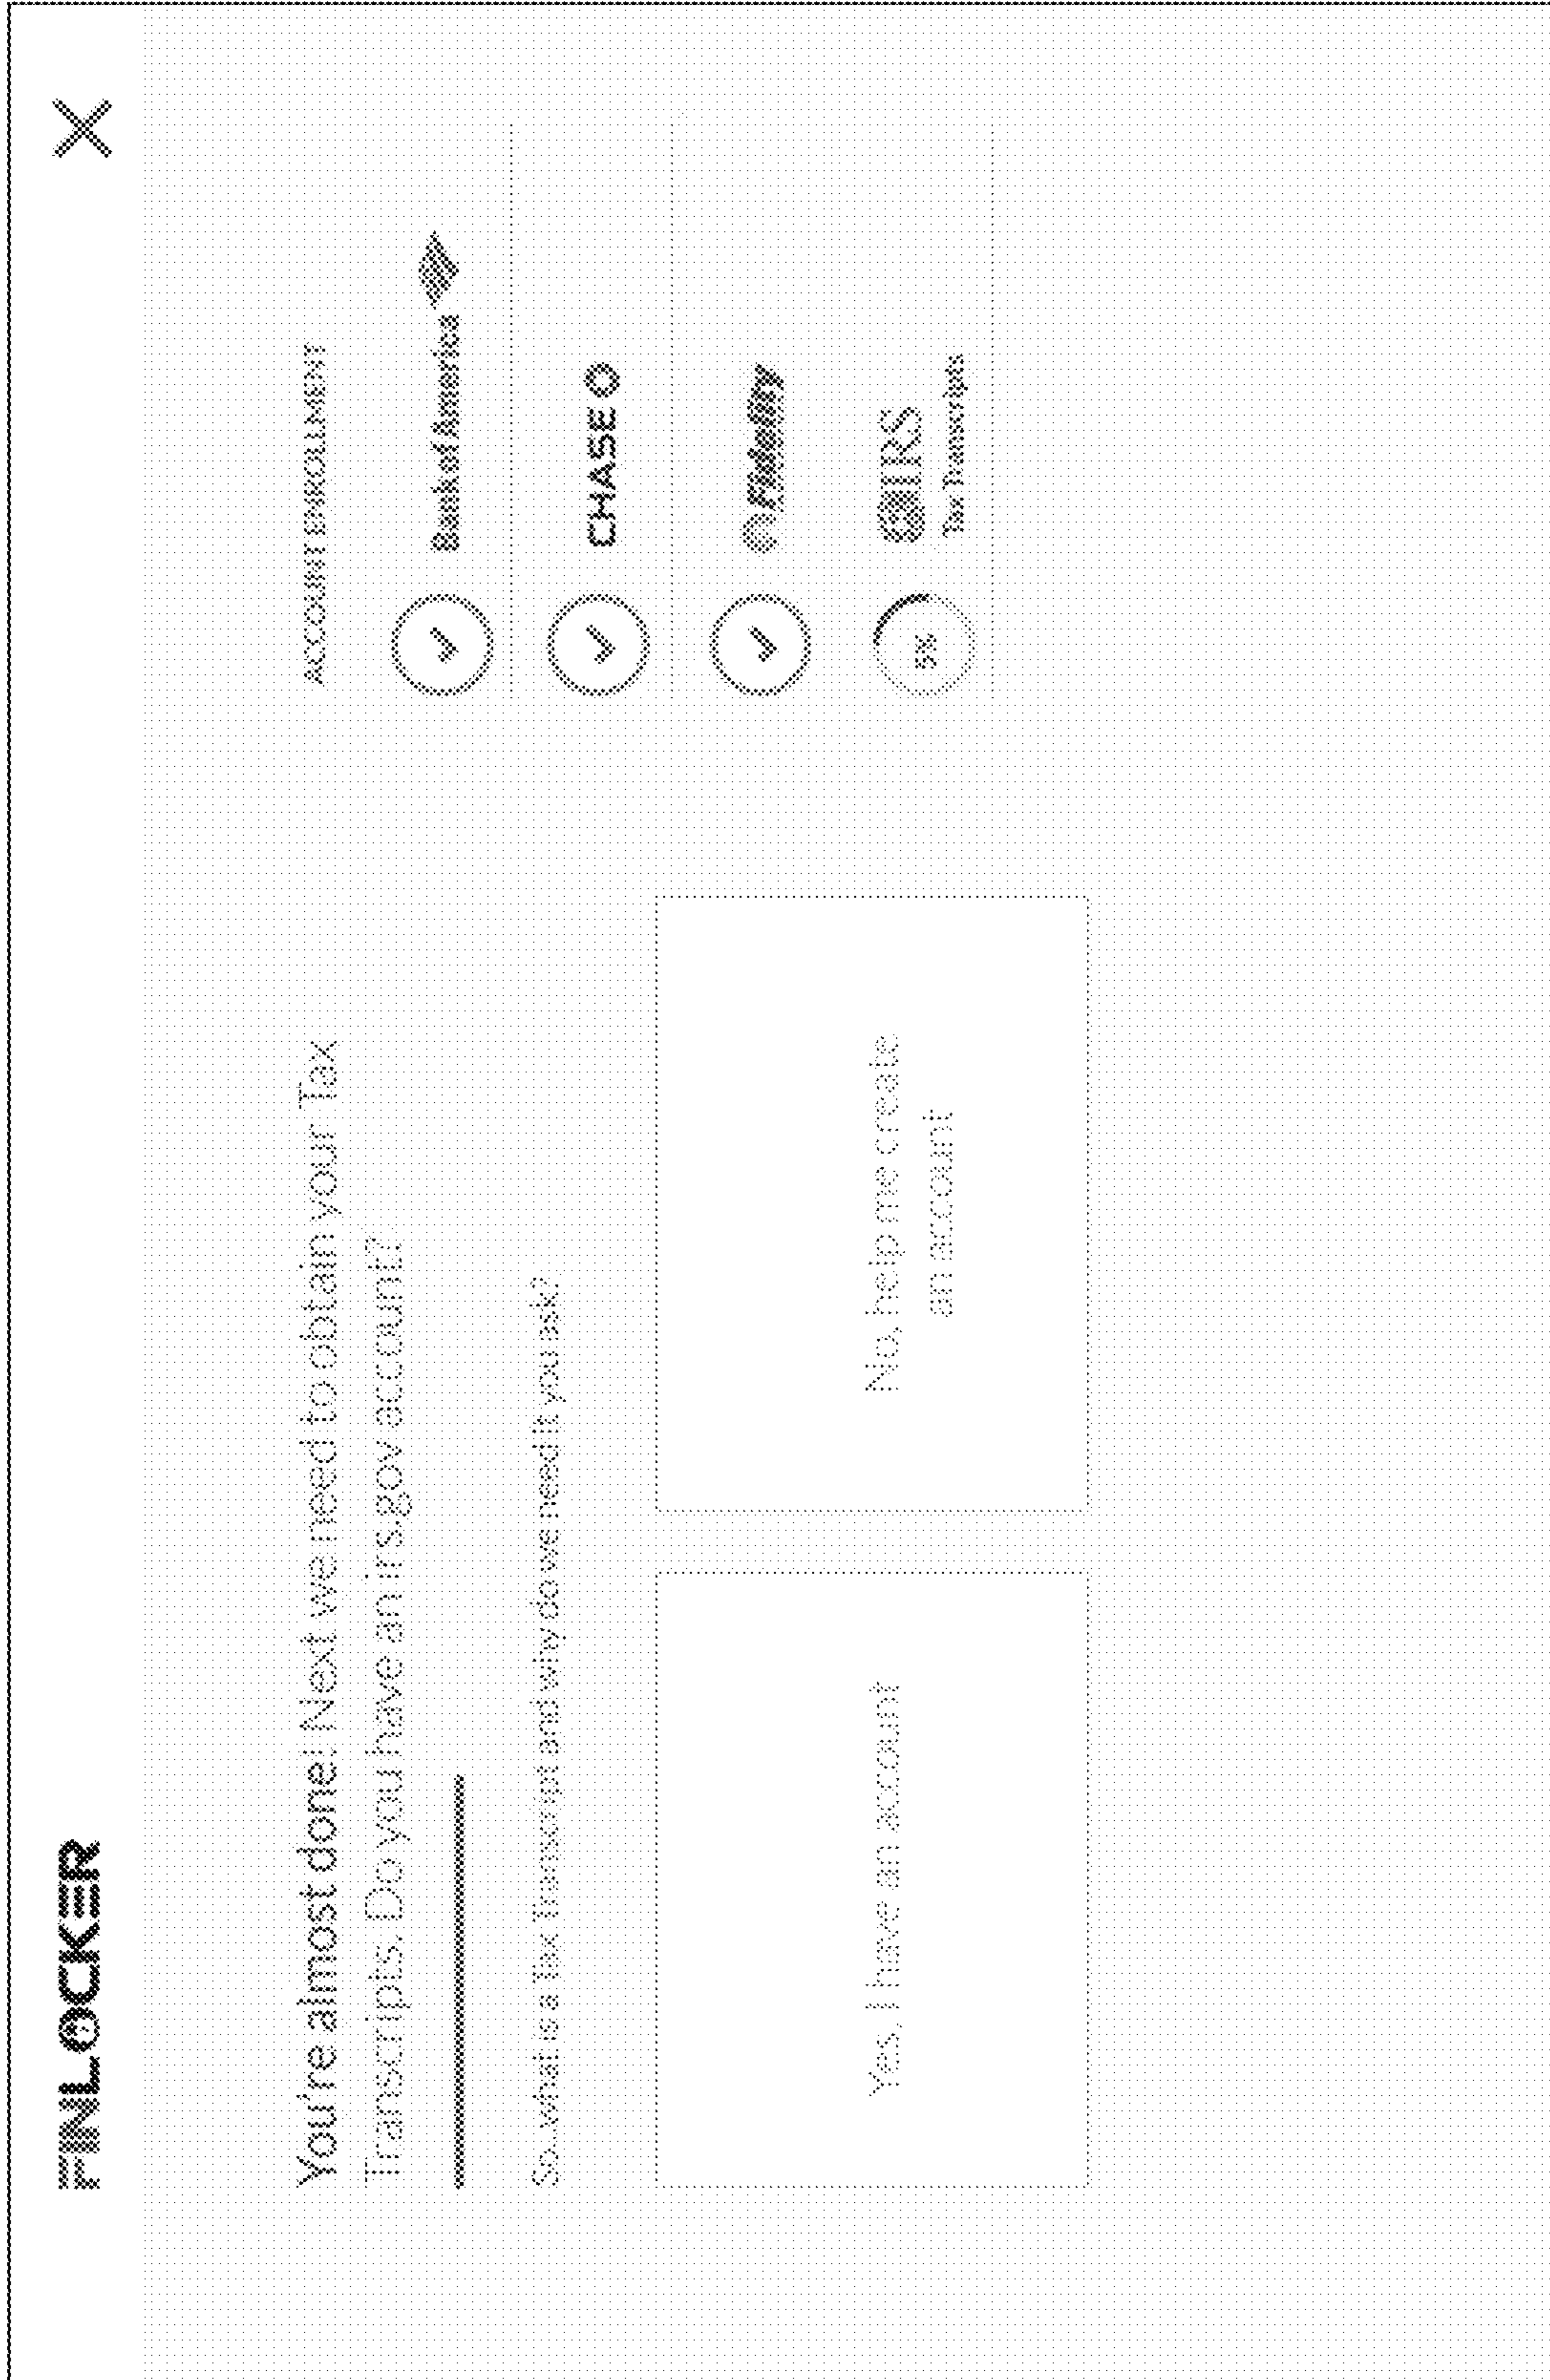 FINLOCKER
You're almost done! Next we need to obtain your Tax
Transcripts. Do you have an irs.gov account?
So...what is a Tax Transcript and why do we need it you ask?
Yes, I have an account
No, help me create
an account
ACCOUNT ENROLLMENT
Bank of America
CHASE
Fidelity
5%
IRS
Tax Transcripts